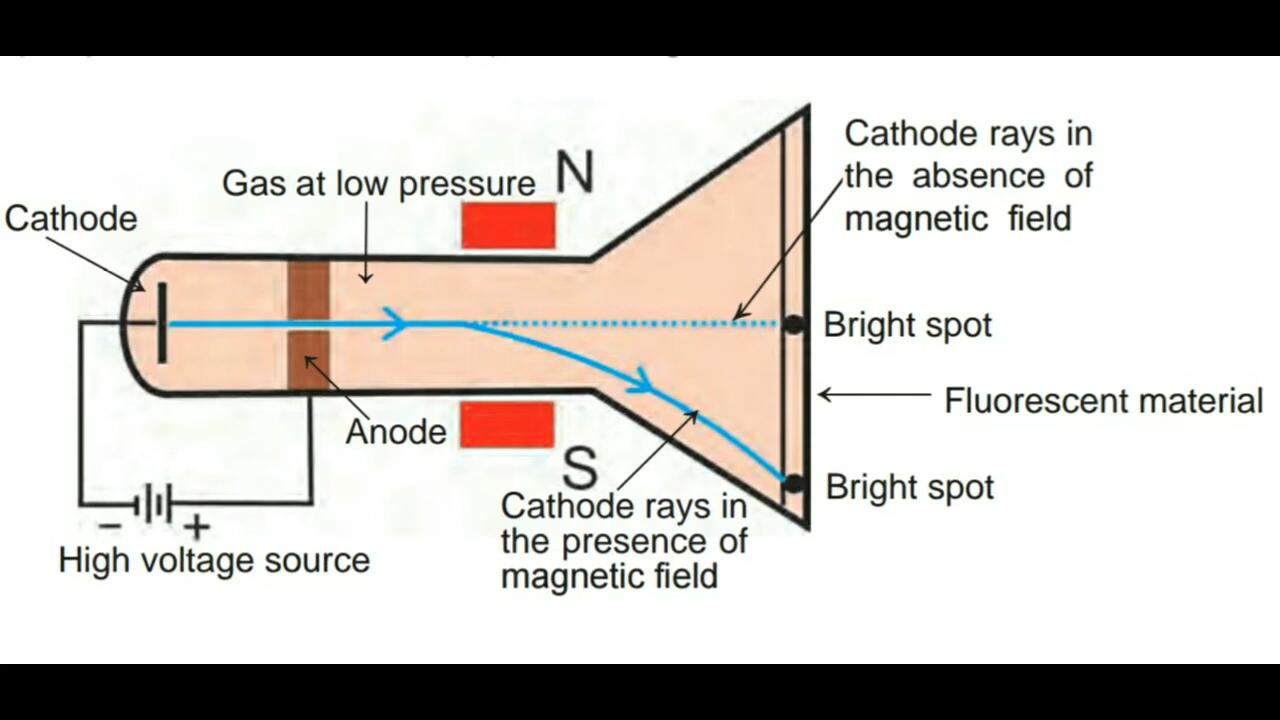 Cathode rays in
the absence of
magnetic field
Gas at low pressure
N
Cathode
Bright spot
Fluorescent material
Anode
S
Bright spot
Cathode rays in
the presence of
magnetic field
− +
High voltage source